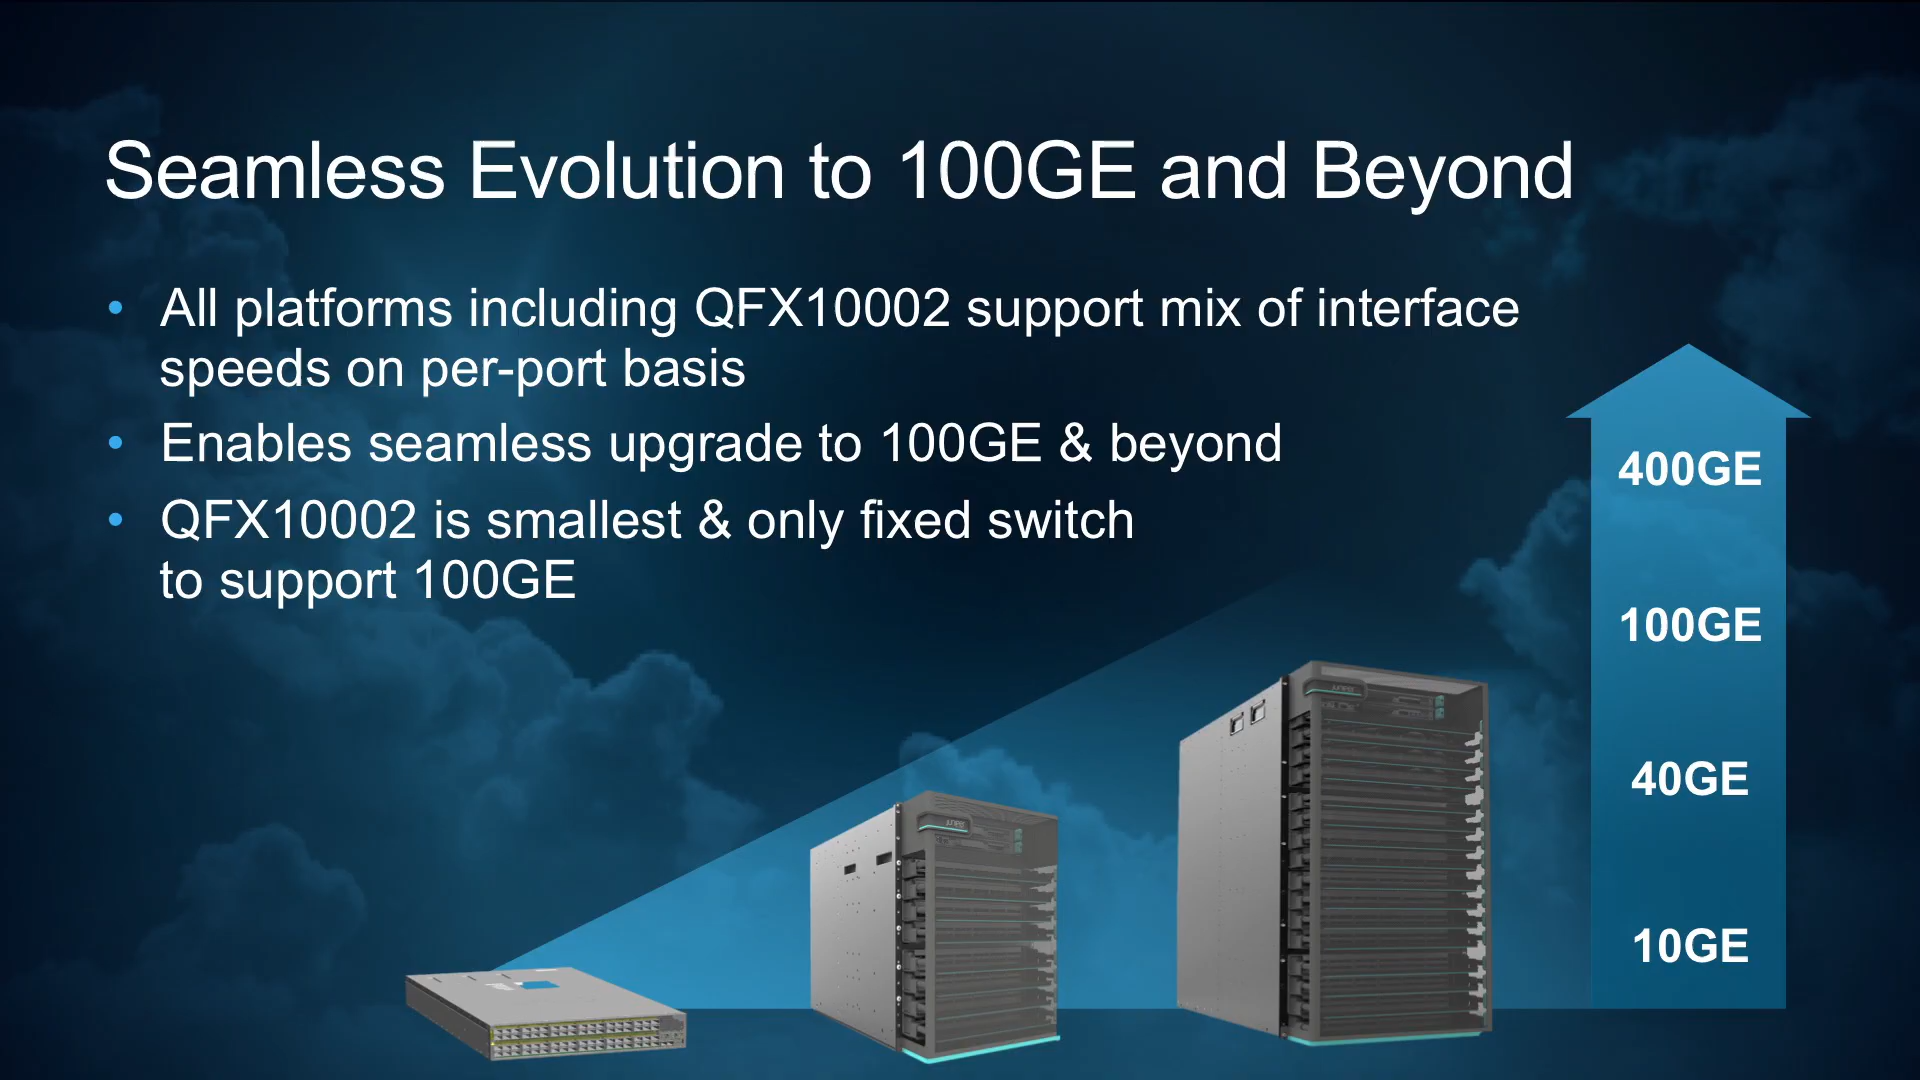 Seamless Evolution to 100GE and Beyond
• All platforms including QFX10002 support mix of interface
speeds on per-port basis
• Enables seamless upgrade to 100GE & beyond
• QFX10002 is smallest & only fixed switch
to support 100GE
400GE
100GE
40GE
10GE
JUNIPER
JUNIPER